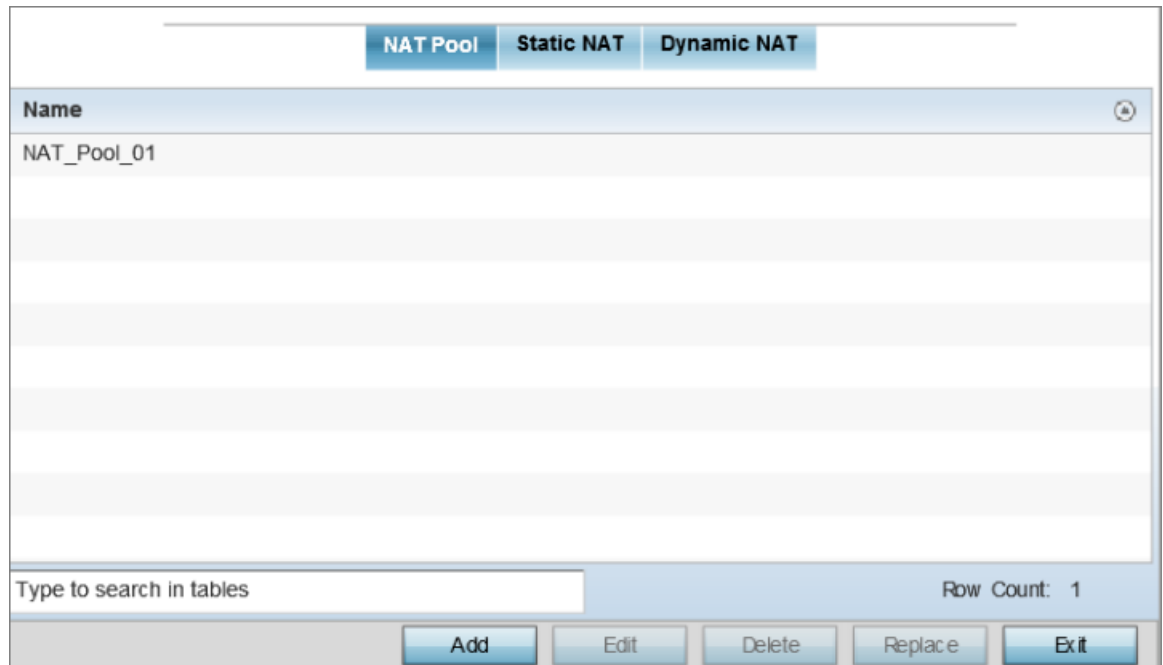 NAT Pool Static NAT Dynamic NAT
Name
NAT_Pool_01
Type to search in tables Row Count: 1
Add Edit Delete Replace Exit